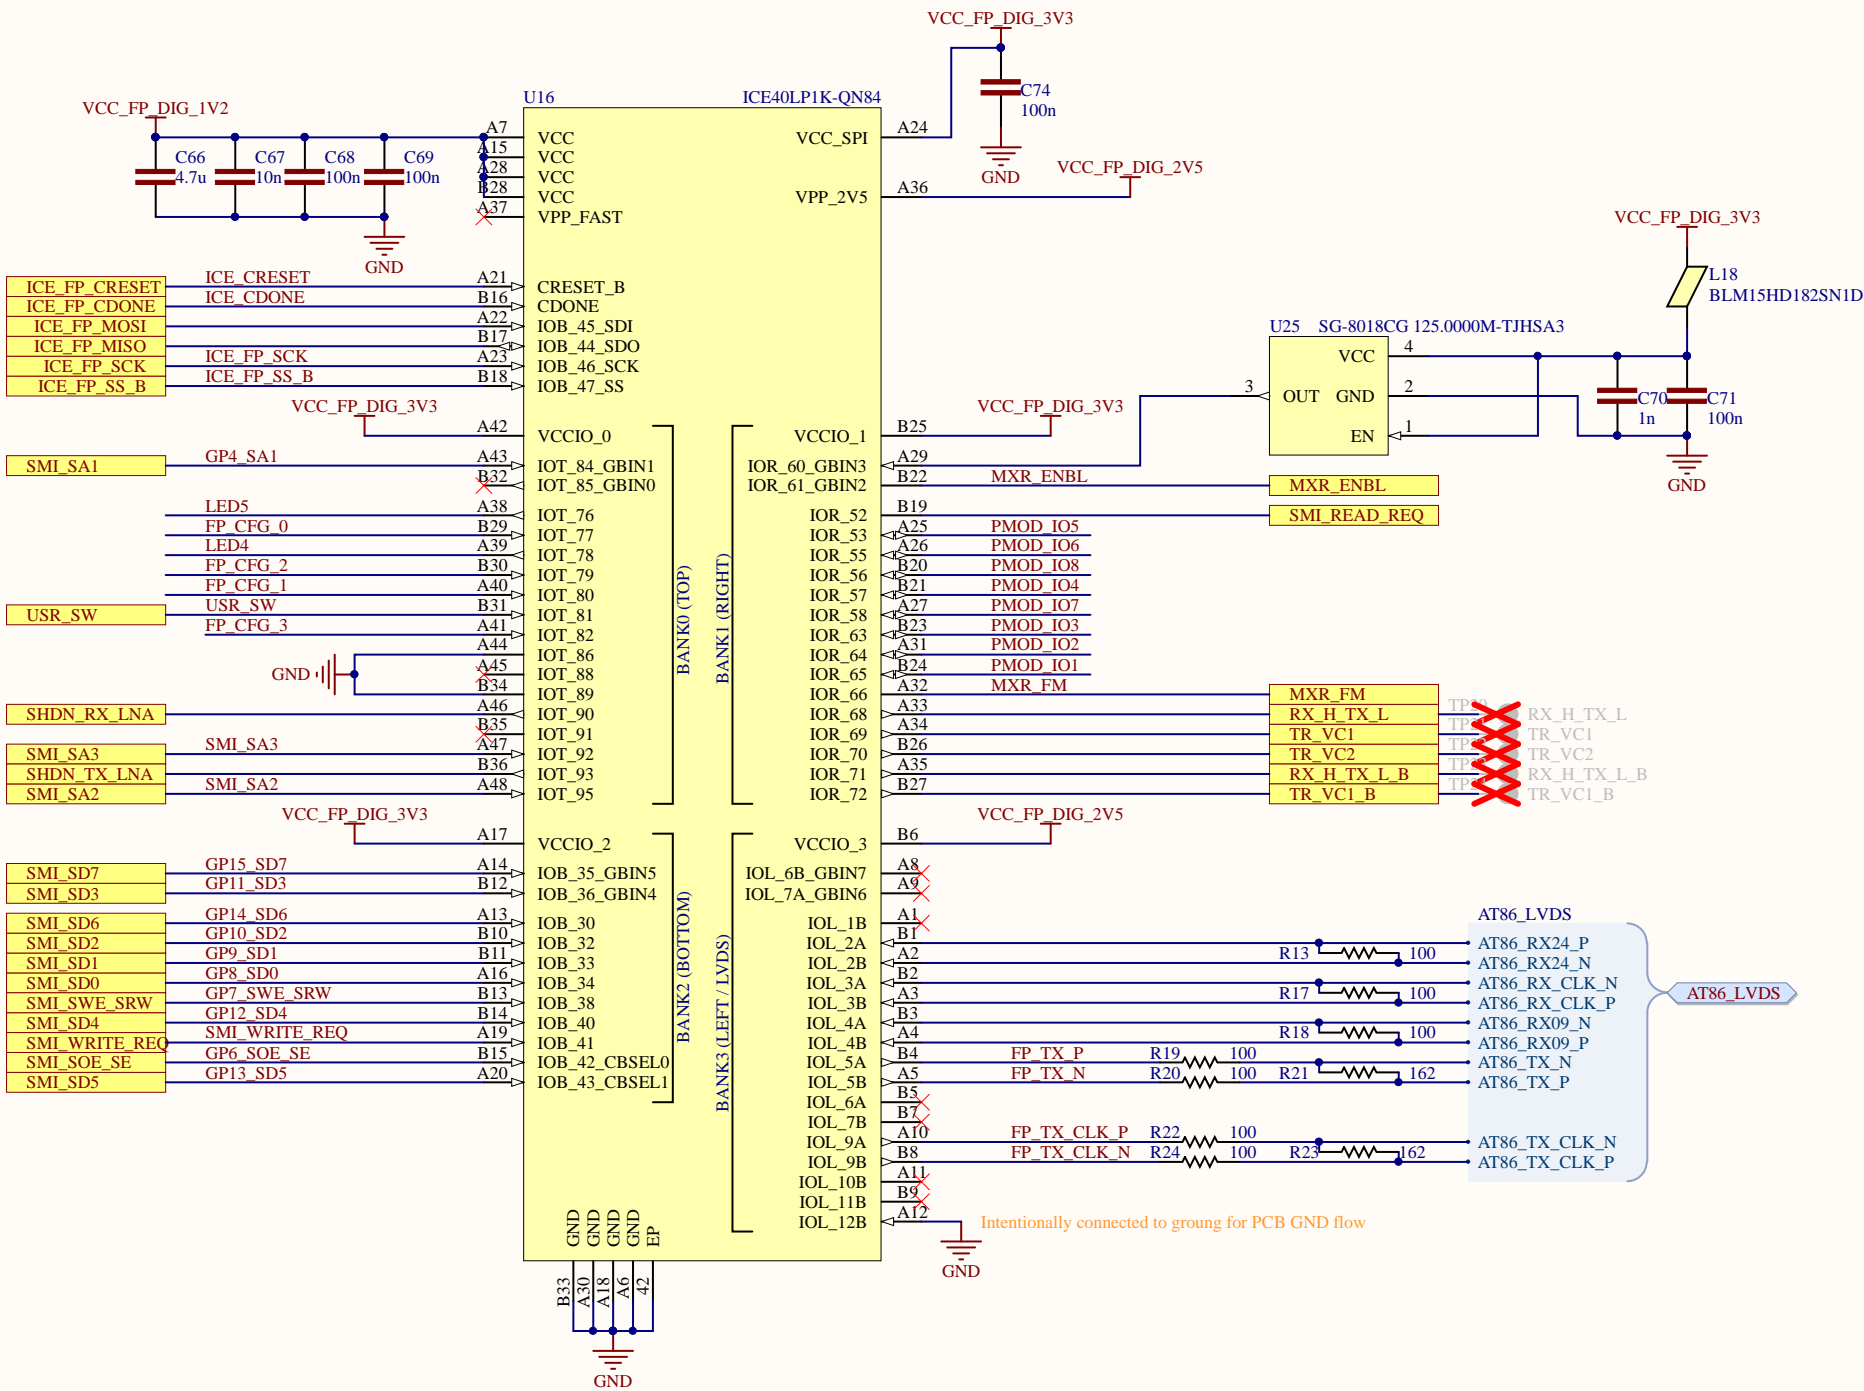 VCC_FP_DIG_3V3
C74
100n
GND
VCC_FP_DIG_1V2
C66
4.7u
C67
10n
C68
100n
C69
100n
GND
VCC_FP_DIG_2V5
U16
ICE40LP1K-QN84
A7 VCC
A15 VCC
A28 VCC
B28 VCC
A37 VPP_FAST
VCC_SPI A24
VPP_2V5 A36
ICE_FP_CRESET ICE_CRESET A21 CRESET_B
ICE_FP_CDONE ICE_CDONE B16 CDONE
ICE_FP_MOSI A22 IOB_45_SDI
ICE_FP_MISO B17 IOB_44_SDO
ICE_FP_SCK ICE_FP_SCK A23 IOB_46_SCK
ICE_FP_SS_B ICE_FP_SS_B B18 IOB_47_SS
VCC_FP_DIG_3V3
A42 VCCIO_0
SMI_SA1 GP4_SA1 A43 IOT_84_GBIN1
B32 IOT_85_GBIN0
LED5 A38 IOT_76
FP_CFG_0 B29 IOT_77
LED4 A39 IOT_78
FP_CFG_2 B30 IOT_79
FP_CFG_1 A40 IOT_80
USR_SW USR_SW B31 IOT_81
FP_CFG_3 A41 IOT_82
A44 IOT_86
GND A45 IOT_88
B34 IOT_89
SHDN_RX_LNA A46 IOT_90
B35 IOT_91
SMI_SA3 SMI_SA3 A47 IOT_92
SHDN_TX_LNA B36 IOT_93
SMI_SA2 SMI_SA2 A48 IOT_95
BANK0 (TOP)
VCC_FP_DIG_3V3
A17 VCCIO_2
SMI_SD7 GP15_SD7 A14 IOB_35_GBIN5
SMI_SD3 GP11_SD3 B12 IOB_36_GBIN4
SMI_SD6 GP14_SD6 A13 IOB_30
SMI_SD2 GP10_SD2 B10 IOB_32
SMI_SD1 GP9_SD1 B11 IOB_33
SMI_SD0 GP8_SD0 A16 IOB_34
SMI_SWE_SRW GP7_SWE_SRW B13 IOB_38
SMI_SD4 GP12_SD4 B14 IOB_40
SMI_WRITE_REQ SMI_WRITE_REQ A19 IOB_41
SMI_SOE_SE GP6_SOE_SE B15 IOB_42_CBSEL0
SMI_SD5 GP13_SD5 A20 IOB_43_CBSEL1
BANK2 (BOTTOM)
VCC_FP_DIG_3V3
VCCIO_1 B25
IOR_60_GBIN3 A29
IOR_61_GBIN2 B22 MXR_ENBL MXR_ENBL
IOR_52 B19 SMI_READ_REQ
IOR_53 A25 PMOD_IO5
IOR_55 A26 PMOD_IO6
IOR_56 B20 PMOD_IO8
IOR_57 B21 PMOD_IO4
IOR_58 A27 PMOD_IO7
IOR_63 B23 PMOD_IO3
IOR_64 A31 PMOD_IO2
IOR_65 B24 PMOD_IO1
IOR_66 A32 MXR_FM MXR_FM
IOR_68 A33 RX_H_TX_L RX_H_TX_L
IOR_69 A34 TR_VC1 TR_VC1
IOR_70 B26 TR_VC2 TR_VC2
IOR_71 A35 RX_H_TX_L_B RX_H_TX_L_B
IOR_72 B27 TR_VC1_B TR_VC1_B
BANK1 (RIGHT)
VCC_FP_DIG_3V3
L18
BLM15HD182SN1D
U25 SG-8018CG 125.0000M-TJHSA3
VCC 4
3 OUT GND 2
EN 1
C70
1n
C71
100n
GND
VCC_FP_DIG_2V5
VCCIO_3 B6
IOL_6B_GBIN7 A8
IOL_7A_GBIN6 A9
IOL_1B A1
AT86_LVDS
IOL_2A B1 AT86_RX24_P
R13 100
IOL_2B A2 AT86_RX24_N
IOL_3A B2 AT86_RX_CLK_N
R17 100
IOL_3B A3 AT86_RX_CLK_P
IOL_4A B3 AT86_RX09_N
R18 100
IOL_4B A4 AT86_RX09_P
IOL_5A B4 FP_TX_P R19 100 AT86_TX_N
IOL_5B A5 FP_TX_N R20 100 R21 162 AT86_TX_P
IOL_6A B5
IOL_7B B7
IOL_9A A10 FP_TX_CLK_P R22 100 AT86_TX_CLK_N
IOL_9B B8 FP_TX_CLK_N R24 100 R23 162 AT86_TX_CLK_P
IOL_10B A11
IOL_11B B9
IOL_12B A12
BANK3 (LEFT / LVDS)
AT86_LVDS
Intentionally connected to groung for PCB GND flow
GND
GND GND GND GND EP
B33 A30 A18 A6 42
GND